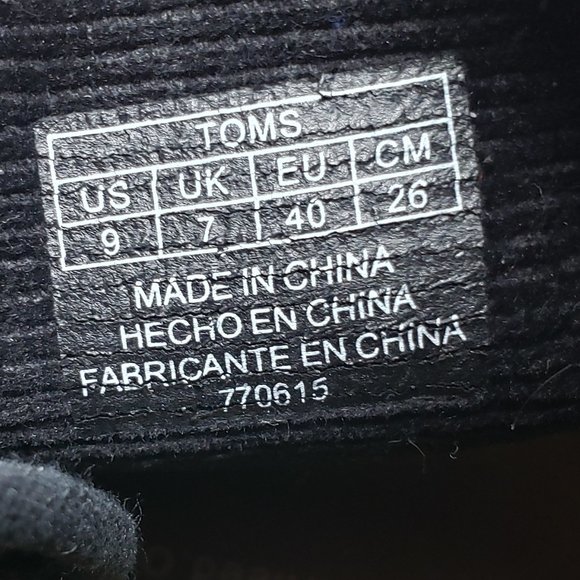 TOMS
US UK EU CM
9 7 40 26
MADE IN CHINA
HECHO EN CHINA
FABRICANTE EN CHINA
770615